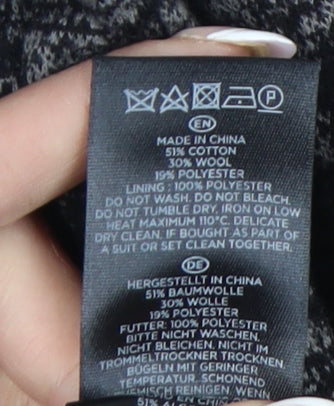 P
EN
MADE IN CHINA
51% COTTON
30% WOOL
19% POLYESTER
LINING : 100% POLYESTER
DO NOT WASH. DO NOT BLEACH.
DO NOT TUMBLE DRY. IRON ON LOW
HEAT MAXIMUM 110°C. DELICATE
DRY CLEAN. IF BOUGHT AS PART OF
A SUIT OR SET CLEAN TOGETHER.
DE
HERGESTELLT IN CHINA
51% BAUMWOLLE
30% WOLLE
19% POLYESTER
FUTTER: 100% POLYESTER
BITTE NICHT WASCHEN.
NICHT BLEICHEN. NICHT IM
TROMMELTROCKNER TROCKNEN.
BÜGELN MIT GERINGER
TEMPERATUR. SCHONEND
CHEMISCH REINIGEN. WENN